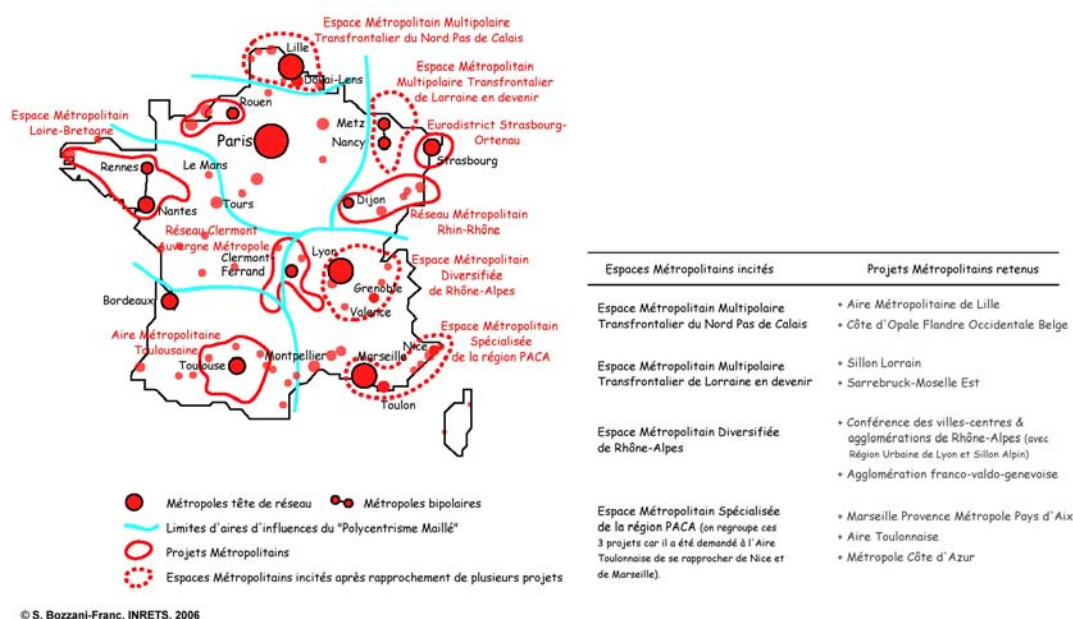 Espace Métropolitain Multipolaire
Transfrontalier du Nord Pas de Calais
Lille
Douai-Lens
Espace Métropolitain
Multipolaire Transfrontalier
de Lorraine en devenir
Rouen
Espace Métropolitain
Loire-Bretagne
Paris
Metz
Nancy
Eurodistrict Strasbourg-
Ortenau
Strasbourg
Rennes
Le Mans
Nantes
Tours
Dijon
Réseau Métropolitain
Rhin-Rhône
Réseau Clermont
Auvergne Métropole
Clermont
Ferrand
Lyon
Grenoble
Valence
Espace Métropolitain
Diversifiée
de Rhône-Alpes
Bordeaux
Aire Métropolitaine
Toulousaine
Toulouse
Montpellier
Marseille
Nice
Toulon
Espace Métropolitain
Spécialisée
de la région PACA
Métropoles tête de réseau
Métropoles bipolaires
Limites d'aires d'influences du "Polycentrisme Maillé"
Projets Métropolitains
Espaces Métropolitains incités après rapprochement de plusieurs projets
© S. Bozzani-Franc, INRETS, 2006
Espaces Métropolitains incités
Projets Métropolitains retenus
Espace Métropolitain Multipolaire
Transfrontalier du Nord Pas de Calais
+ Aire Métropolitaine de Lille
+ Côte d'Opale Flandre Occidentale Belge
Espace Métropolitain Multipolaire
Transfrontalier de Lorraine en devenir
+ Sillon Lorrain
+ Sarrebruck-Moselle Est
Espace Métropolitain Diversifiée
de Rhône-Alpes
+ Conférence des villes-centres &
agglomérations de Rhône-Alpes (avec
Région Urbaine de Lyon et Sillon Alpin)
+ Agglomération franco-valdo-genevoise
Espace Métropolitain Spécialisée
de la région PACA (on regroupe ces
3 projets car il a été demandé à l'Aire
Toulonnaise de se rapprocher de Nice et
de Marseille).
+ Marseille Provence Métropole Pays d'Aix
+ Aire Toulonnaise
+ Métropole Côte d'Azur